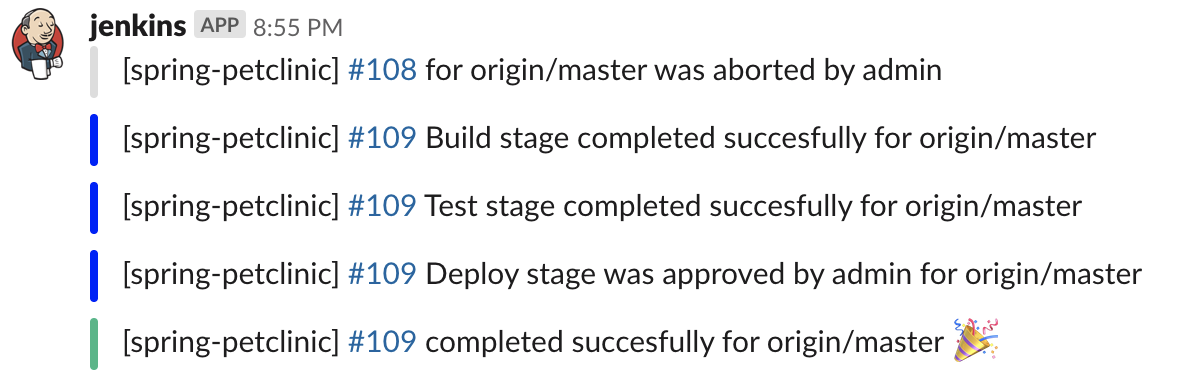 jenkins APP 8:55 PM
[spring-petclinic] #108 for origin/master was aborted by admin
[spring-petclinic] #109 Build stage completed succesfully for origin/master
[spring-petclinic] #109 Test stage completed succesfully for origin/master
[spring-petclinic] #109 Deploy stage was approved by admin for origin/master
[spring-petclinic] #109 completed succesfully for origin/master 🎉